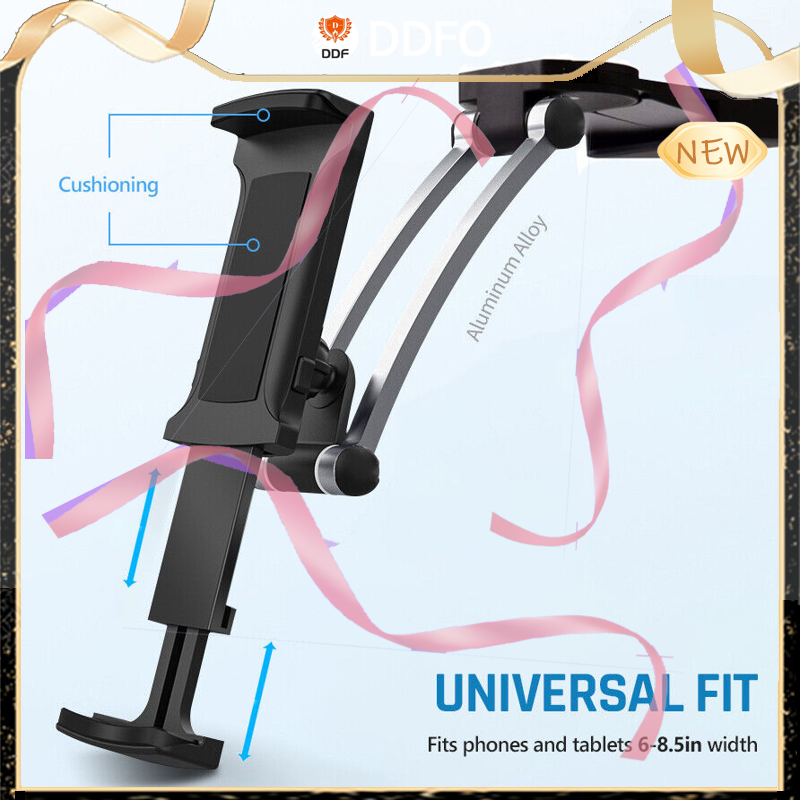 DDFO
DDF
NEW
Cushioning
Aluminum Alloy
UNIVERSAL FIT
Fits phones and tablets 6-8.5in width